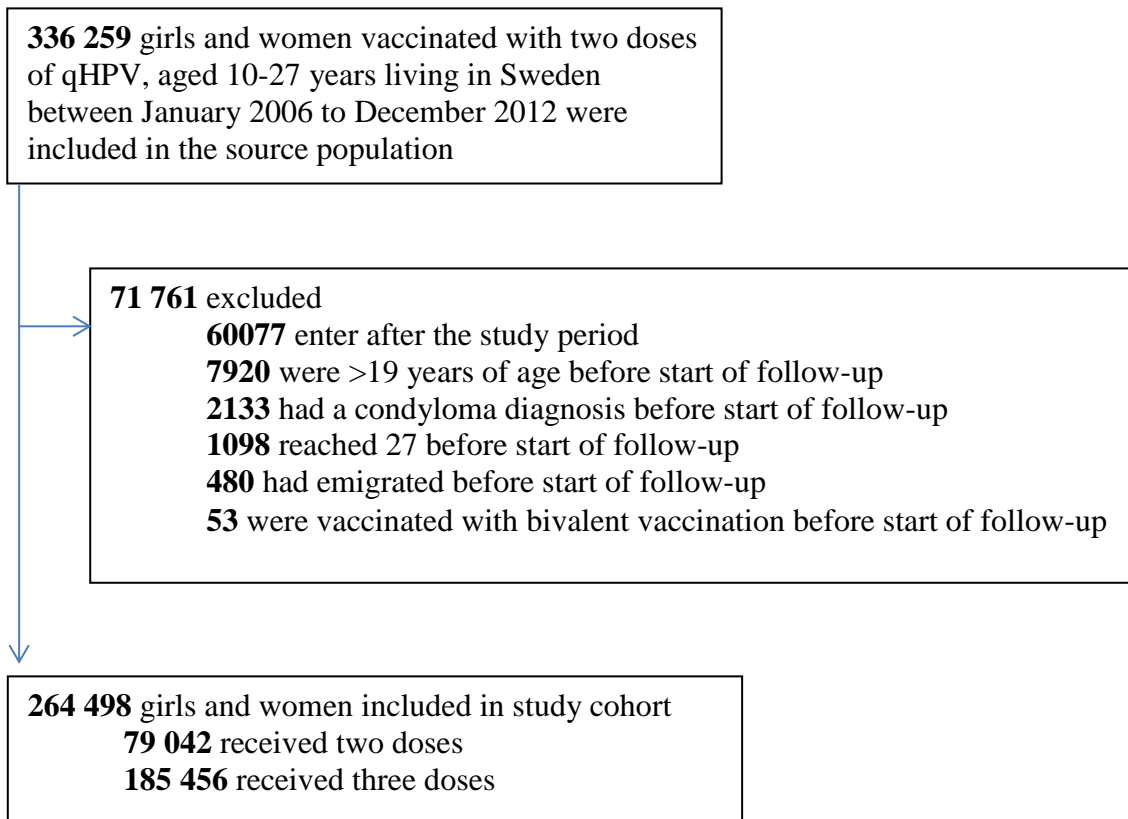 336 259 girls and women vaccinated with two doses
of qHPV, aged 10-27 years living in Sweden
between January 2006 to December 2012 were
included in the source population
71 761 excluded
60077 enter after the study period
7920 were >19 years of age before start of follow-up
2133 had a condyloma diagnosis before start of follow-up
1098 reached 27 before start of follow-up
480 had emigrated before start of follow-up
53 were vaccinated with bivalent vaccination before start of follow-up
264 498 girls and women included in study cohort
79 042 received two doses
185 456 received three doses